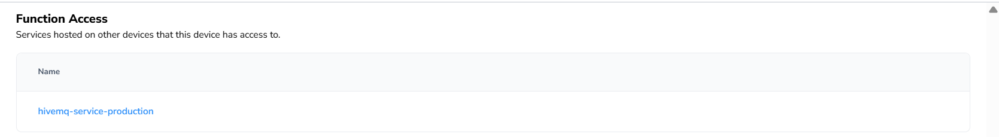 Function Access
Services hosted on other devices that this device has access to.
Name
hivemq-service-production